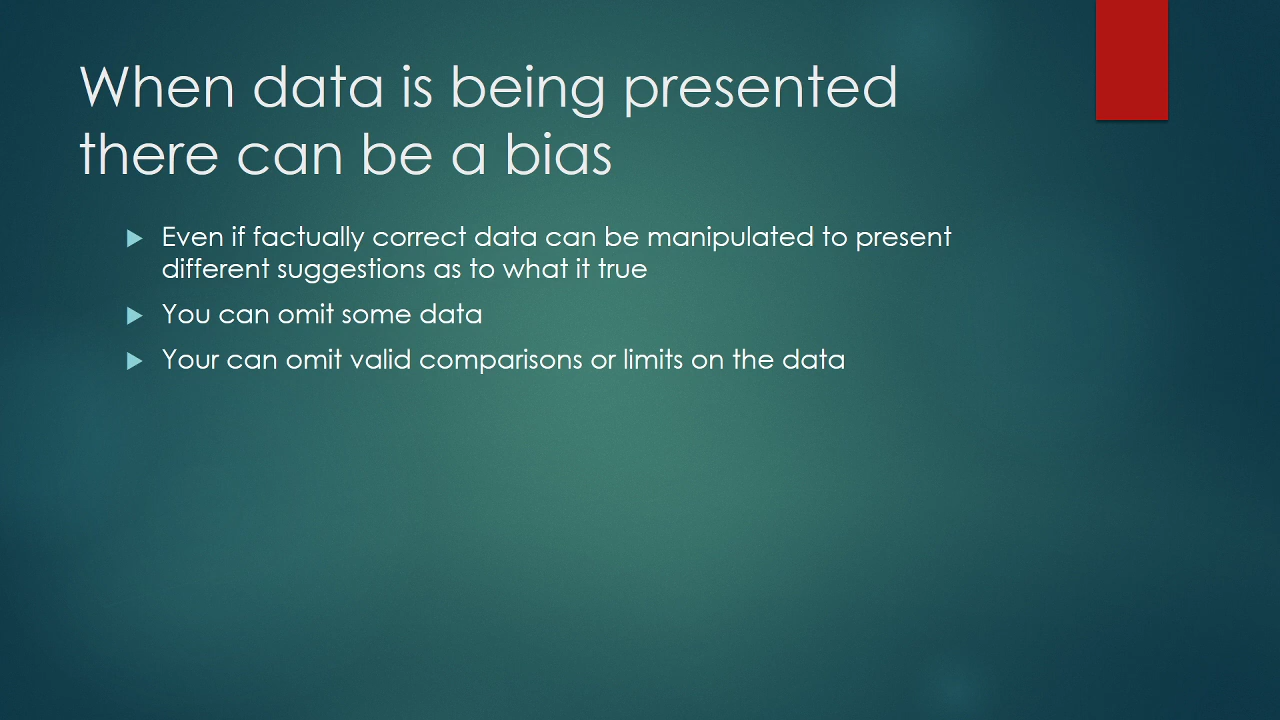 When data is being presented
there can be a bias
Even if factually correct data can be manipulated to present
different suggestions as to what it true
You can omit some data
Your can omit valid comparisons or limits on the data